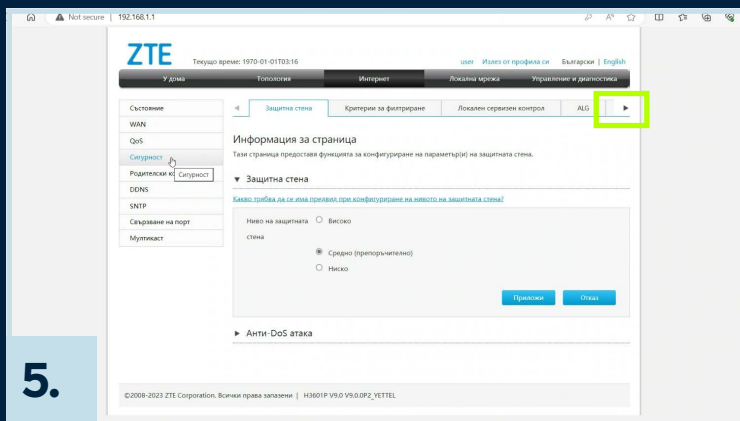 Not secure | 192.168.1.1
ZTE
Текущо време: 1970-01-01T03:16
user Излез от профила си Български | English
У дома Топология Интернет Локална мрежа Управление и диагностика
Състояние
WAN
QoS
Сигурност
Родителски ко
Сигурност
DDNS
SNTP
Свързване на порт
Мултикаст
Защитна стена Критерии за филтриране Локален сервизен контрол ALG
Информация за страница
Тази страница предоставя функцията за конфигуриране на параметър(и) на защитната стена.
Защитна стена
Какво трябва да се има предвид при конфигуриране на нивото на защитната стена?
Ниво на защитната Високо
стена
Средно (препоръчително)
Ниско
Приложи Отказ
Анти-DoS атака
5.
©2008-2023 ZTE Corporation. Всички права запазени | H3601P V9.0 V9.0.0P2_YETTEL